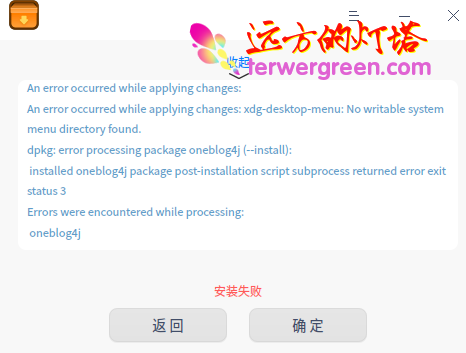 远方的灯塔
收起
terwergreen.com
An error occurred while applying changes:
An error occurred while applying changes: xdg-desktop-menu: No writable system
menu directory found.
dpkg: error processing package oneblog4j (--install):
installed oneblog4j package post-installation script subprocess returned error exit
status 3
Errors were encountered while processing:
oneblog4j
安装失败
返回
确定